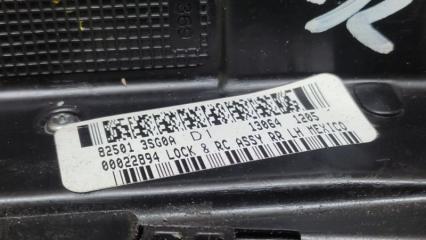 82501 3SG0A D1 13064 1205
00022894 LOCK & RC ASSY RR LH MEXICO